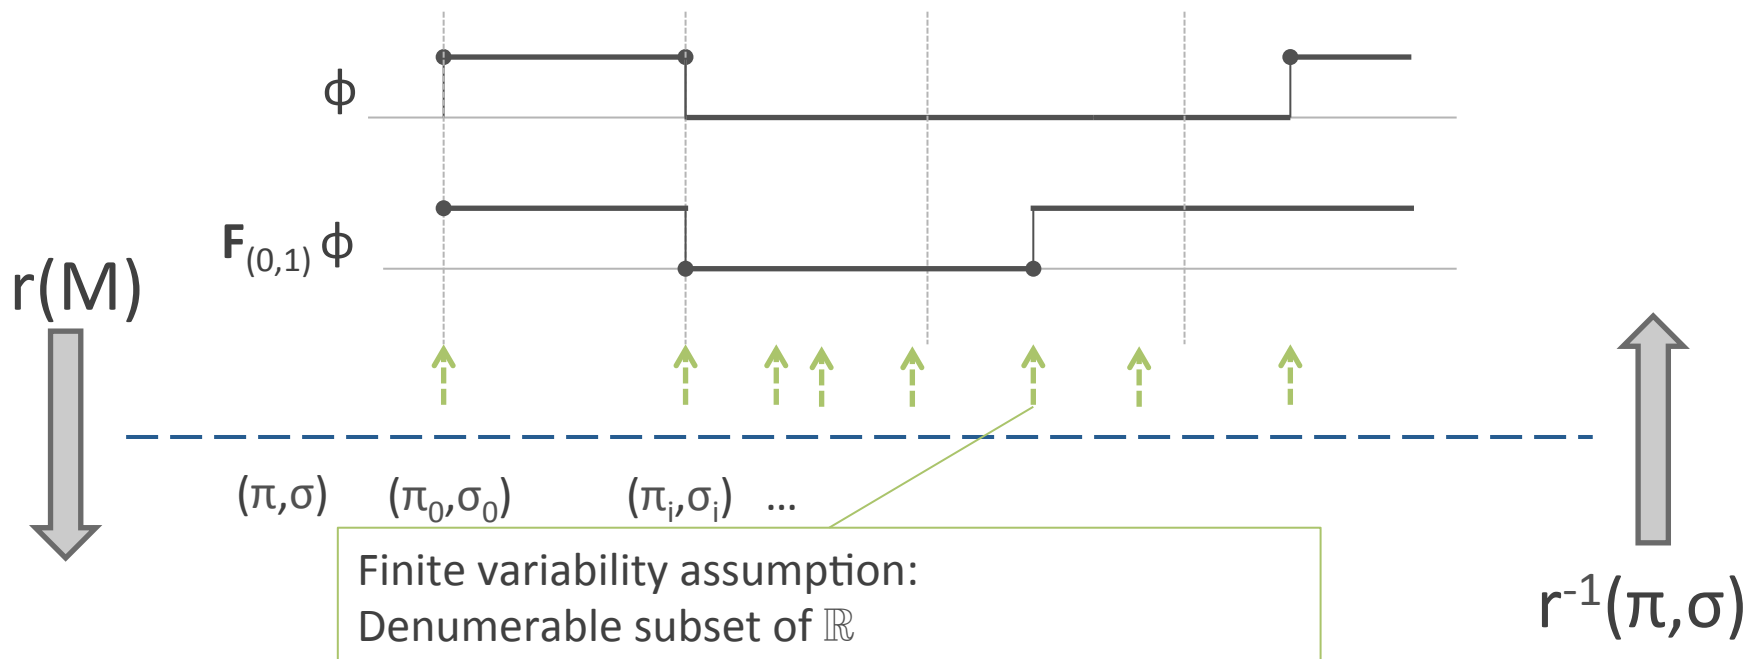 ϕ
F(0,1) ϕ
r(M)
(π,σ) (π0,σ0) (πi,σi) ...
Finite variability assumption:
Denumerable subset of ℝ
r-1(π,σ)